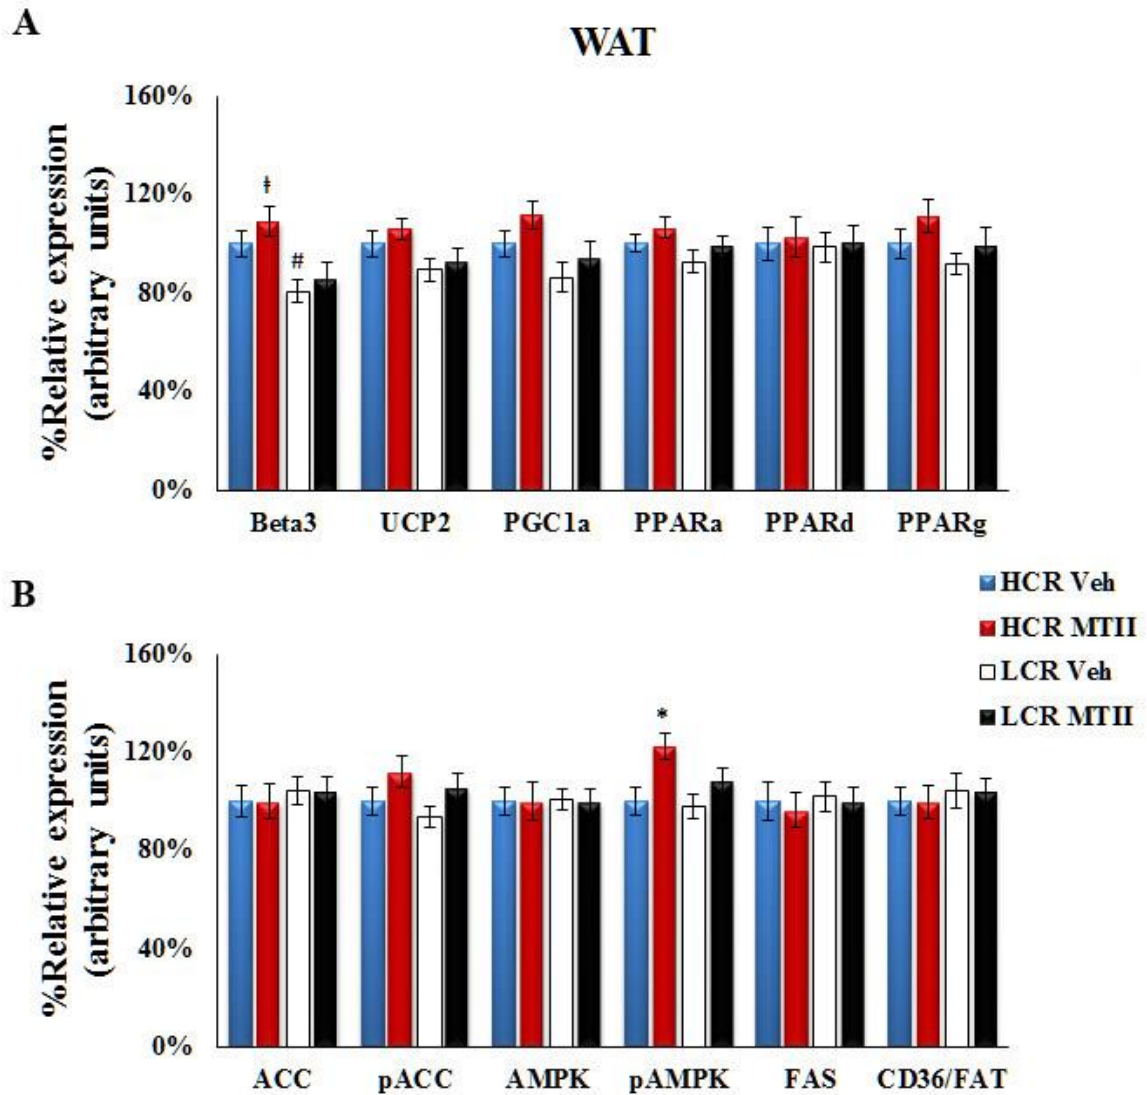 A
WAT
%Relative expression
(arbitrary units)
160%
120%
80%
40%
0%
ǂ
#
Beta3 UCP2 PGC1a PPARa PPARd PPARg
B
HCR Veh
HCR MTII
LCR Veh
LCR MTII
%Relative expression
(arbitrary units)
160%
120%
80%
40%
0%
*
ACC pACC AMPK pAMPK FAS CD36/FAT